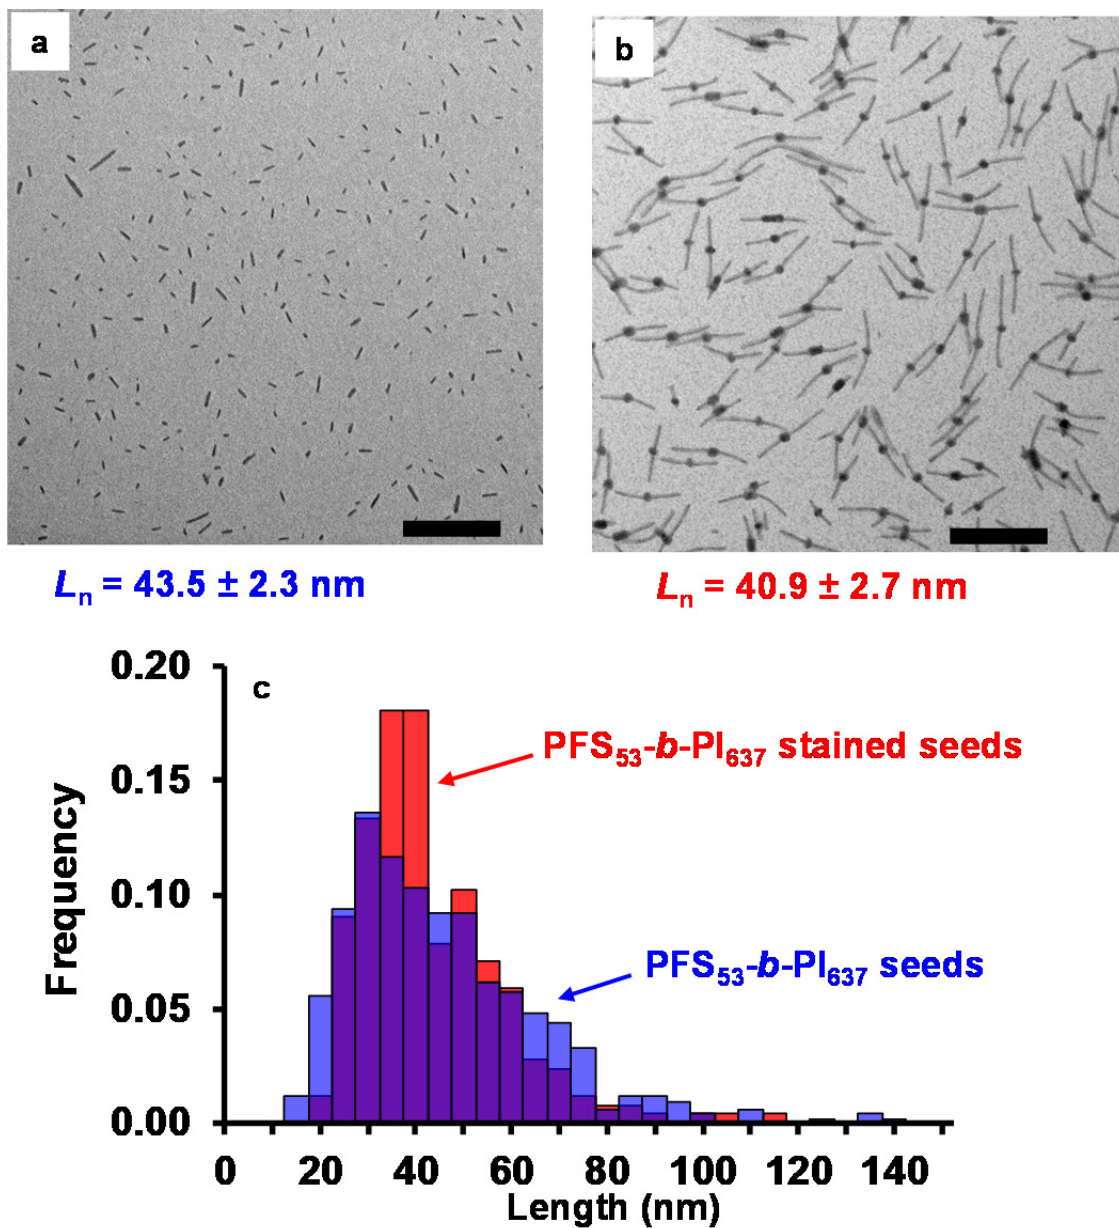 a
b
Lₙ = 43.5 ± 2.3 nm
Lₙ = 40.9 ± 2.7 nm
c
0.20
0.15
0.10
0.05
0.00
Frequency
PFS₅₃-b-PI₆₃₇ stained seeds
PFS₅₃-b-PI₆₃₇ seeds
0 20 40 60 80 100 120 140
Length (nm)